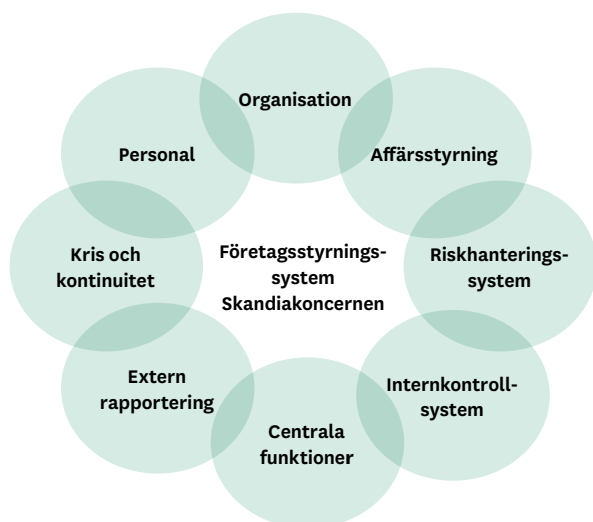 Organisation
Personal
Affärsstyrning
Kris och
kontinuitet
Företagsstyrnings-
system
Skandiakoncernen
Riskhanterings-
system
Extern
rapportering
Internkontroll-
system
Centrala
funktioner